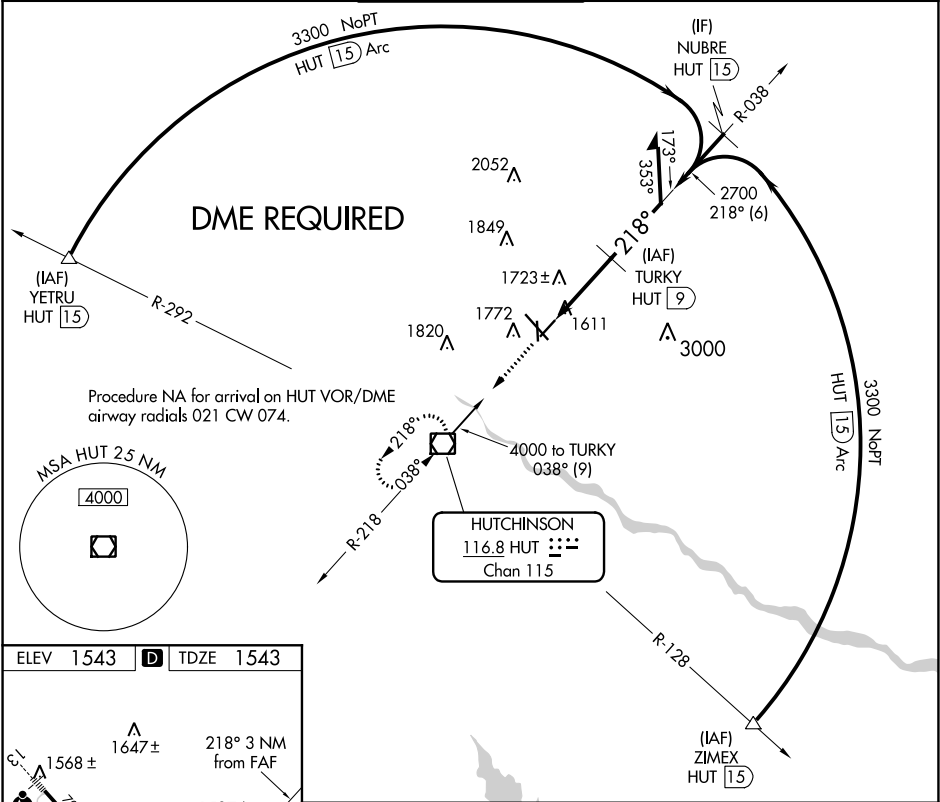 3300 NoPT
HUT 15 Arc
(IF)
NUBRE
HUT 15
R-038
173°
353°
2052
2700
218° (6)
DME REQUIRED
1849
218°
(IAF)
TURKY
HUT 9
1723±
(IAF)
YETRU
HUT 15
R-292
1772
1611
1820
3000
Procedure NA for arrival on HUT VOR/DME
airway radials 021 CW 074.
3300 NoPT
HUT 15 Arc
218°
038°
4000 to TURKY
038° (9)
MSA HUT 25 NM
4000
R-218
HUTCHINSON
116.8 HUT
Chan 115
R-128
ELEV 1543 D TDZE 1543
(IAF)
ZIMEX
HUT 15
1647±
218° 3 NM
from FAF
13
1568 ±